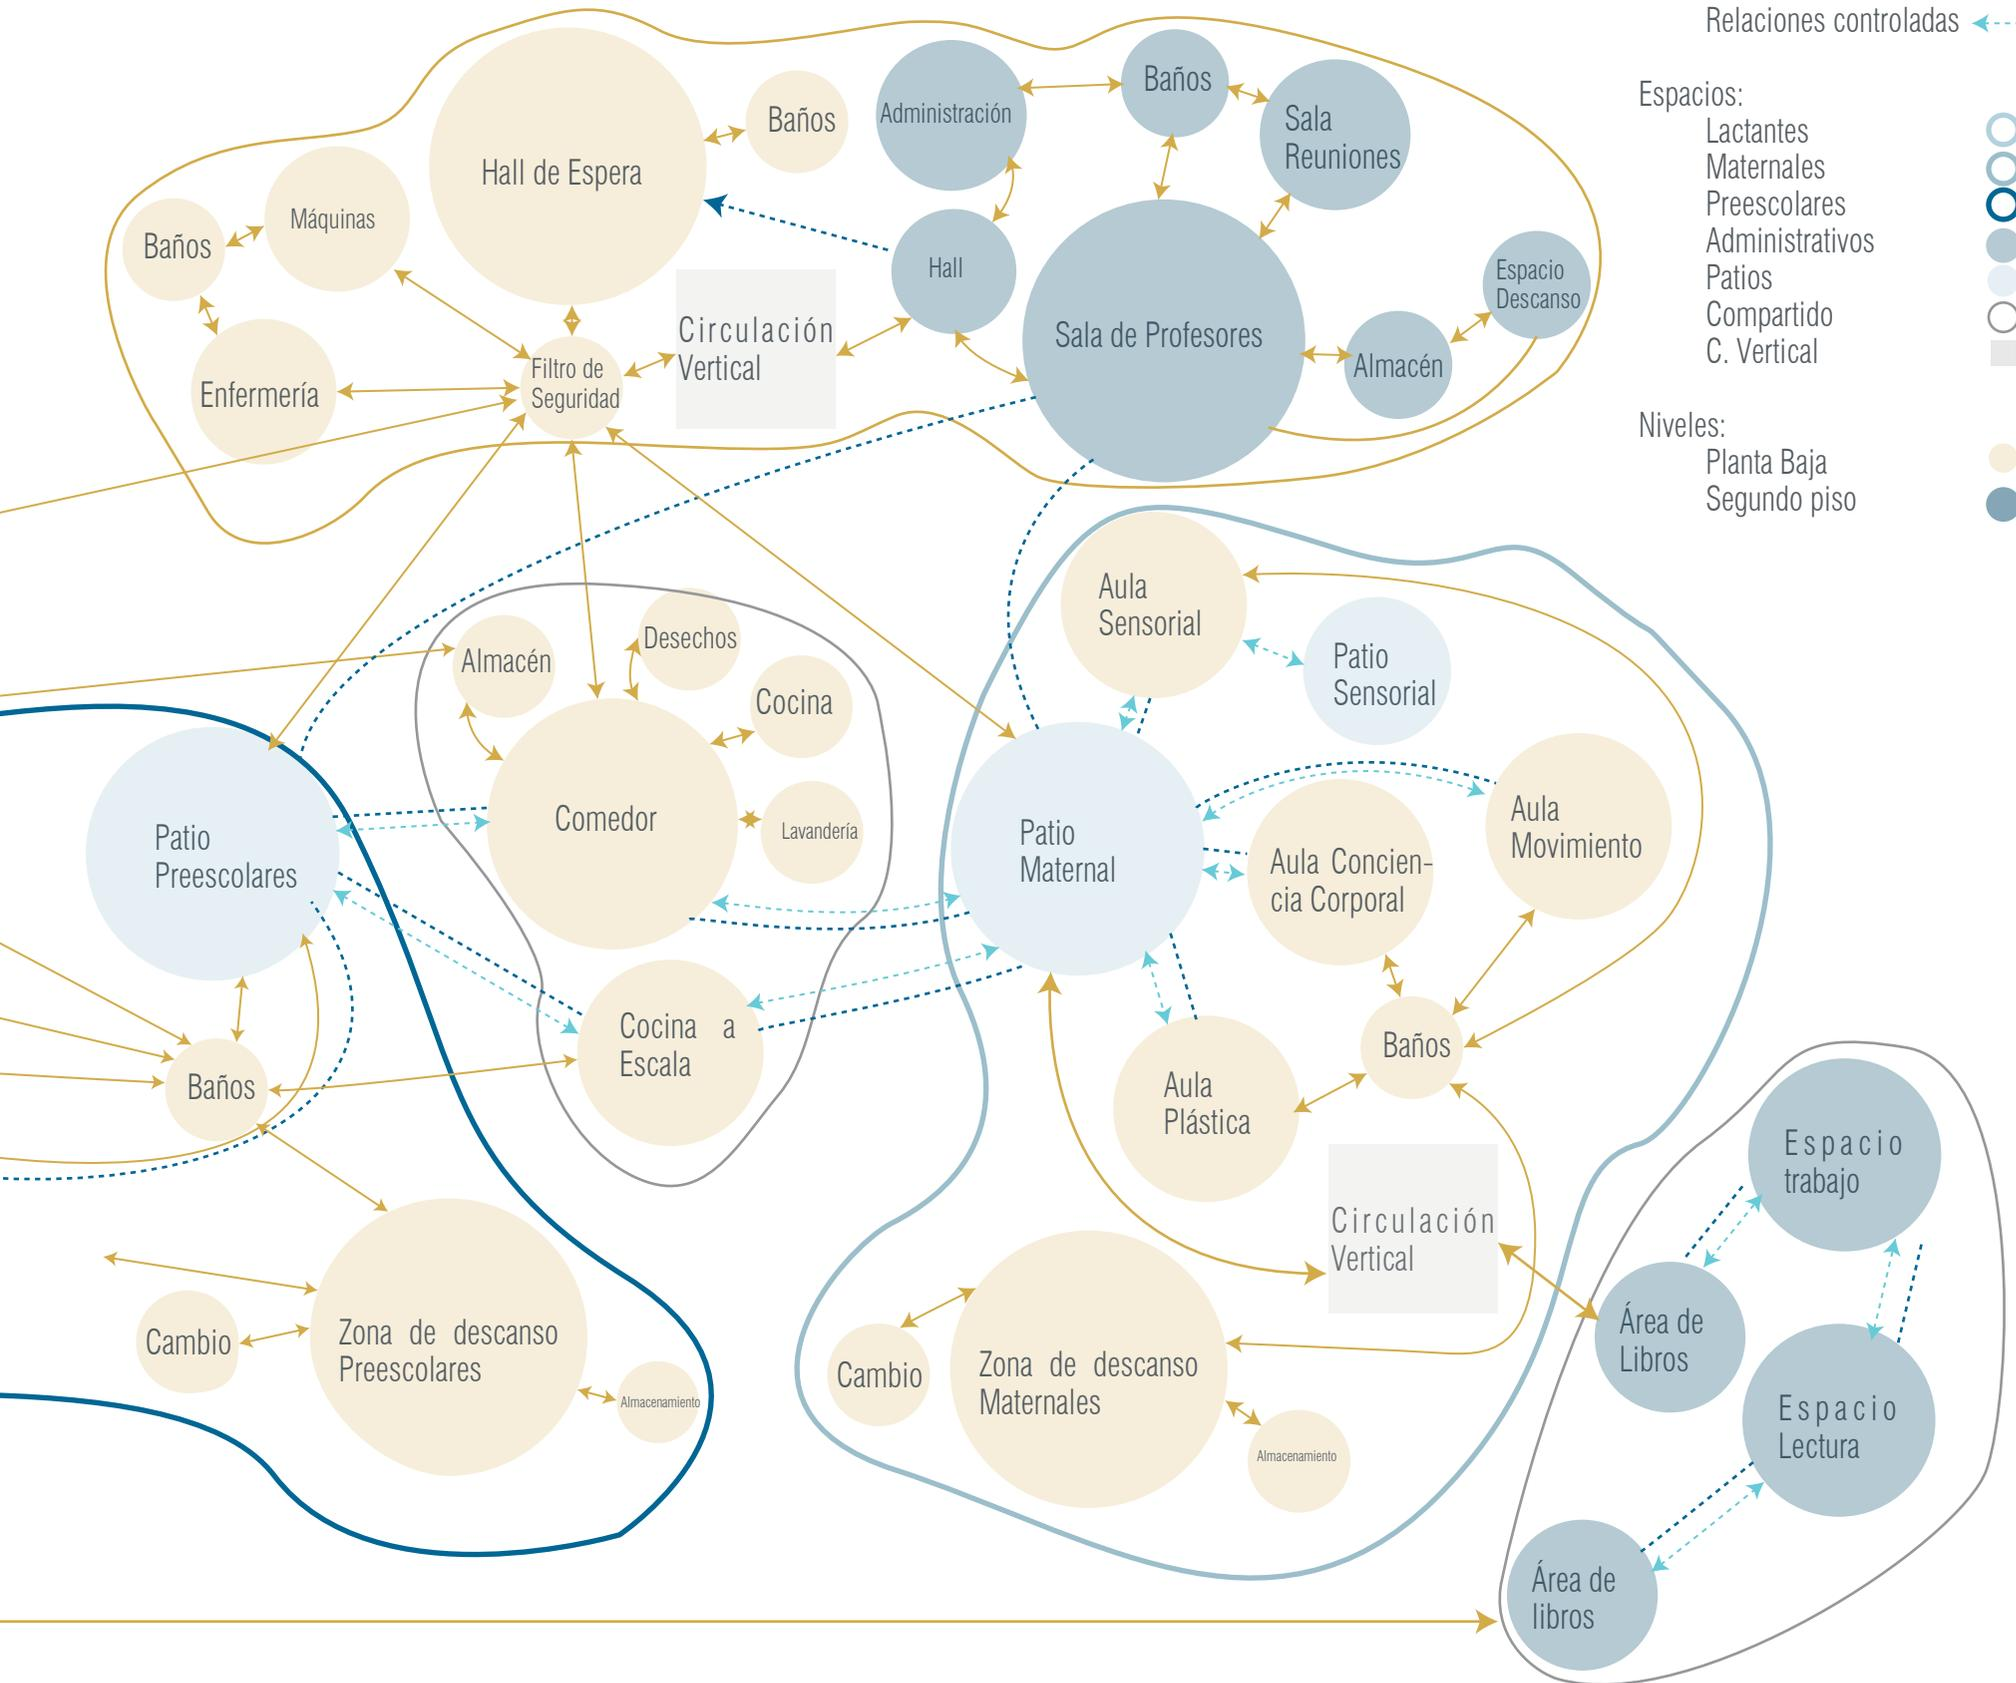 Relaciones controladas
Espacios:
Lactantes
Maternales
Preescolares
Administrativos
Patios
Compartido
C. Vertical
Niveles:
Planta Baja
Segundo piso
Hall de Espera
Baños
Máquinas
Baños
Enfermería
Filtro de
Seguridad
Circulación
Vertical
Administración
Baños
Sala
Reuniones
Hall
Sala de Profesores
Espacio
Descanso
Almacén
Almacén
Desechos
Cocina
Comedor
Lavandería
Cocina a
Escala
Patio
Preescolares
Baños
Zona de descanso
Preescolares
Cambio
Almacenamiento
Aula
Sensorial
Patio
Sensorial
Patio
Maternal
Aula Concien-
cia Corporal
Aula
Movimiento
Baños
Aula
Plástica
Circulación
Vertical
Cambio
Zona de descanso
Maternales
Almacenamiento
Espacio
trabajo
Área de
Libros
Espacio
Lectura
Área de
libros